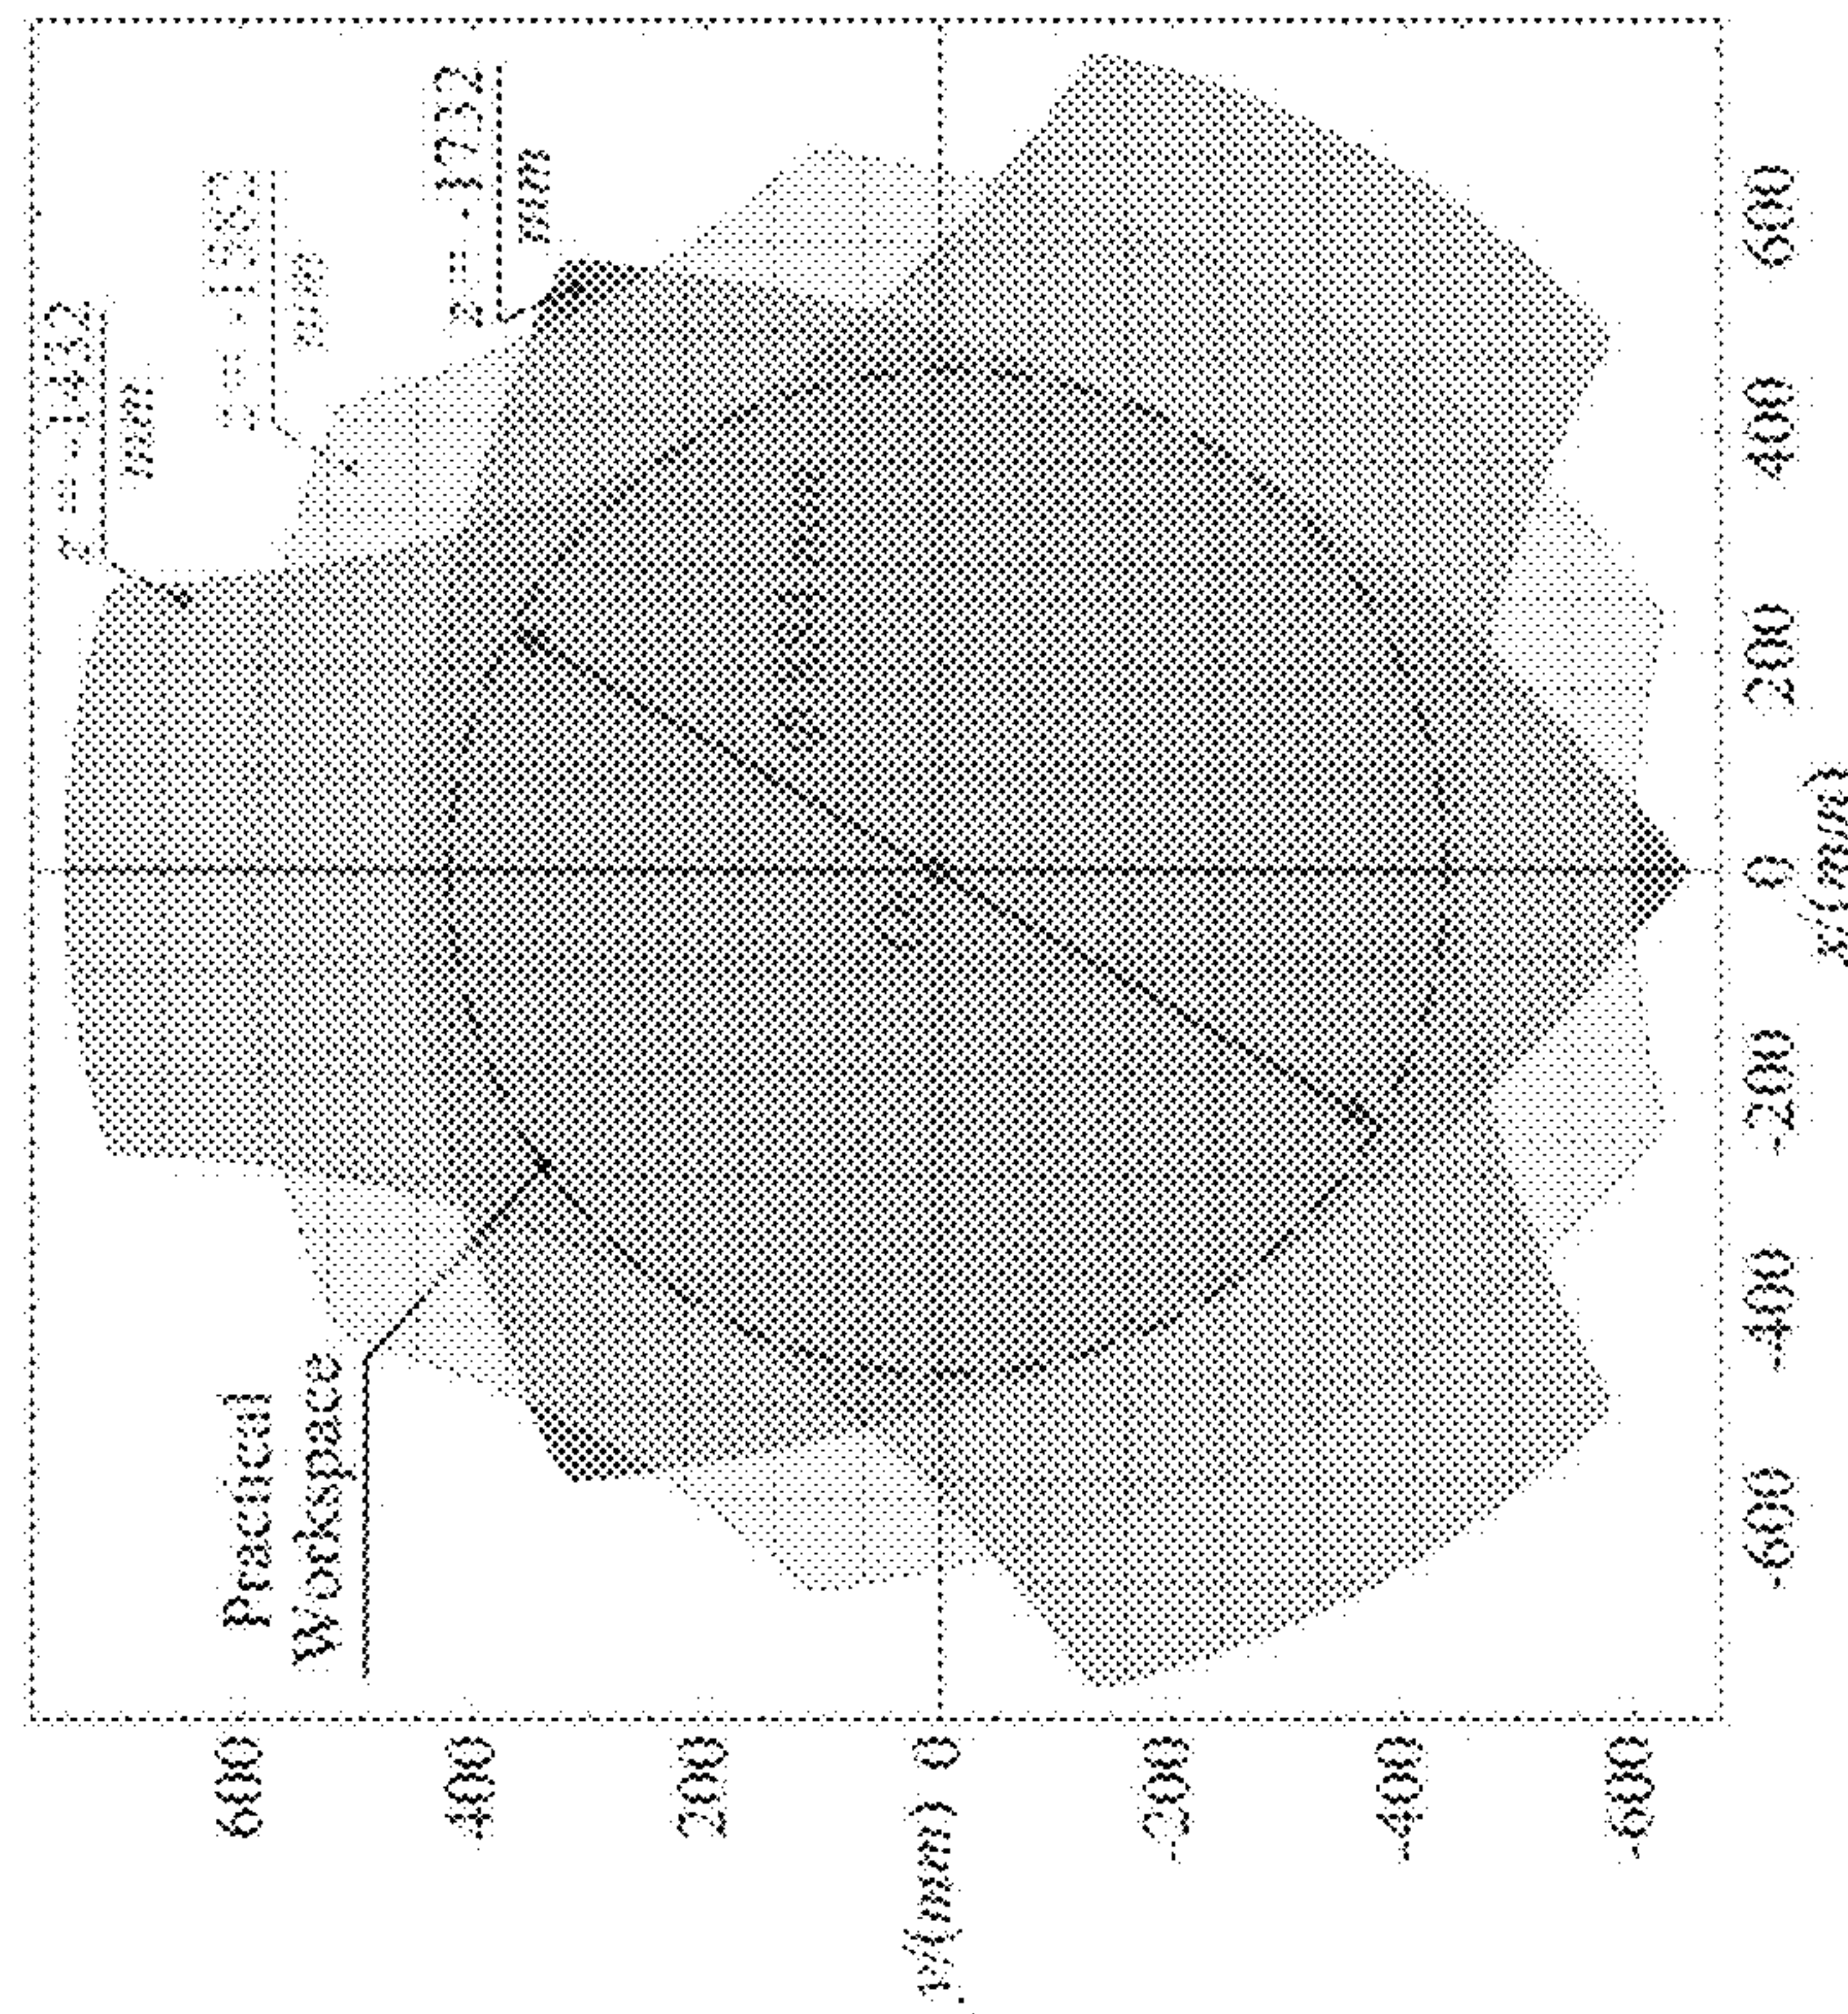 z = -1432
mm
z = -1582
mm
z = -1732
mm
Practical
Workspace
O
600
400
200
0
-200
-400
-600
y(mm)
-600
-400
-200
0
200
400
600
x(mm)